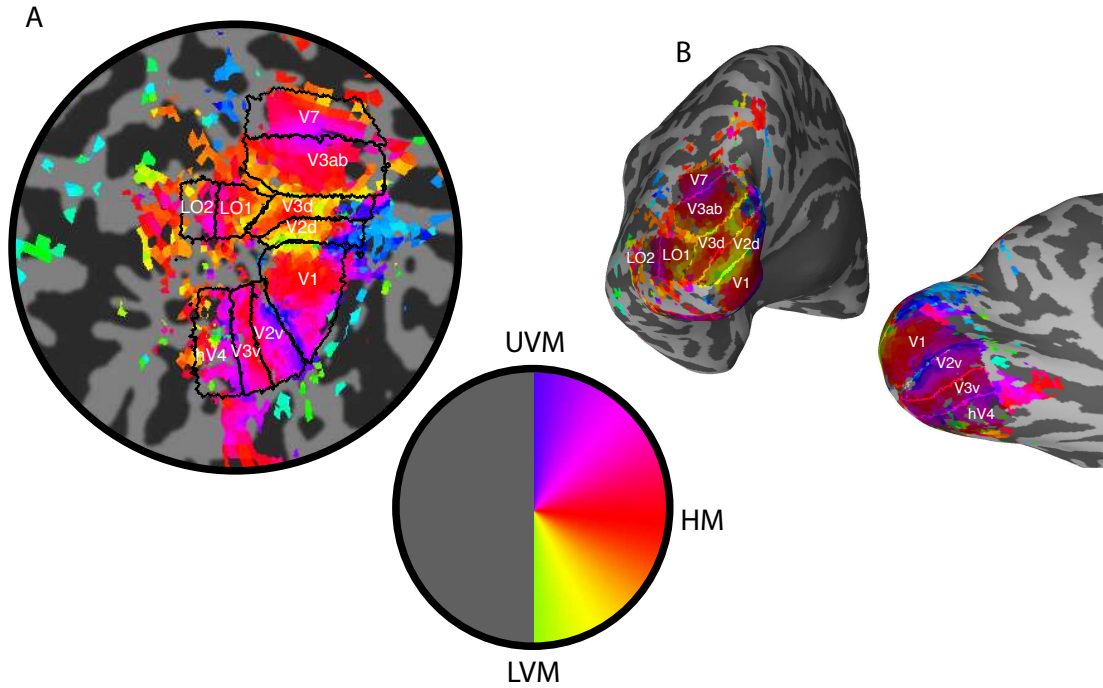 A
V7
V3ab
LO2
LO1
V3d
V2d
V1
V2v
V3v
hV4
B
V7
V3ab
LO2
LO1
V3d
V2d
V1
V1
V2v
V3v
hV4
UVM
HM
LVM